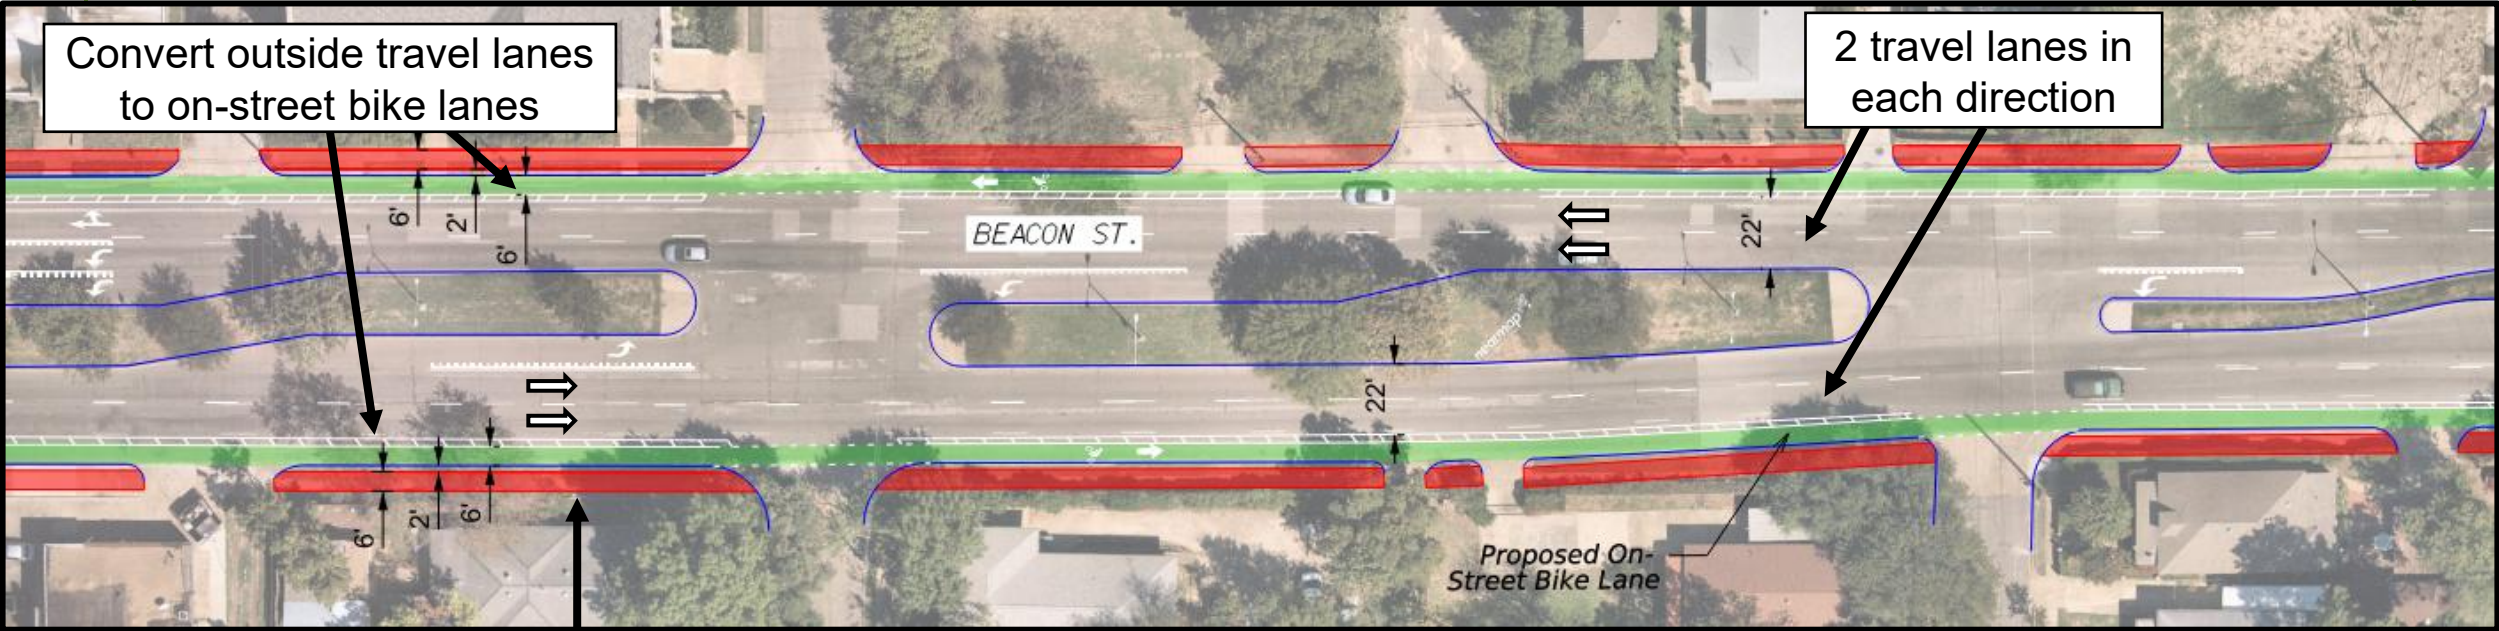 Convert outside travel lanes
to on-street bike lanes
2 travel lanes in
each direction
6'
2'
6'
BEACON ST.
22'
nearmap
22'
6'
2'
6'
Proposed On-
Street Bike Lane